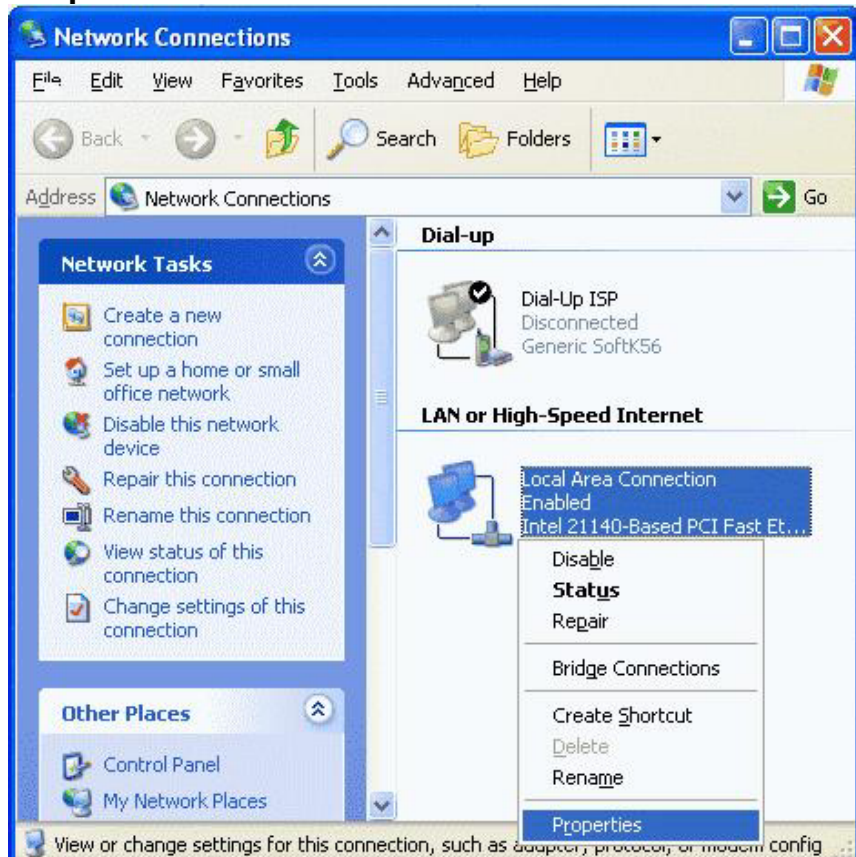 Network Connections
File Edit View Favorites Tools Advanced Help
Back Search Folders
Address Network Connections Go
Network Tasks
Create a new
connection
Set up a home or small
office network
Disable this network
device
Repair this connection
Rename this connection
View status of this
connection
Change settings of this
connection
Other Places
Control Panel
My Network Places
Dial-up
Dial-Up ISP
Disconnected
Generic SoftK56
LAN or High-Speed Internet
Local Area Connection
Enabled
Intel 21140-Based PCI Fast Et...
Disable
Status
Repair
Bridge Connections
Create Shortcut
Delete
Rename
Properties
View or change settings for this connection, such as adapter, protocol, or modem config